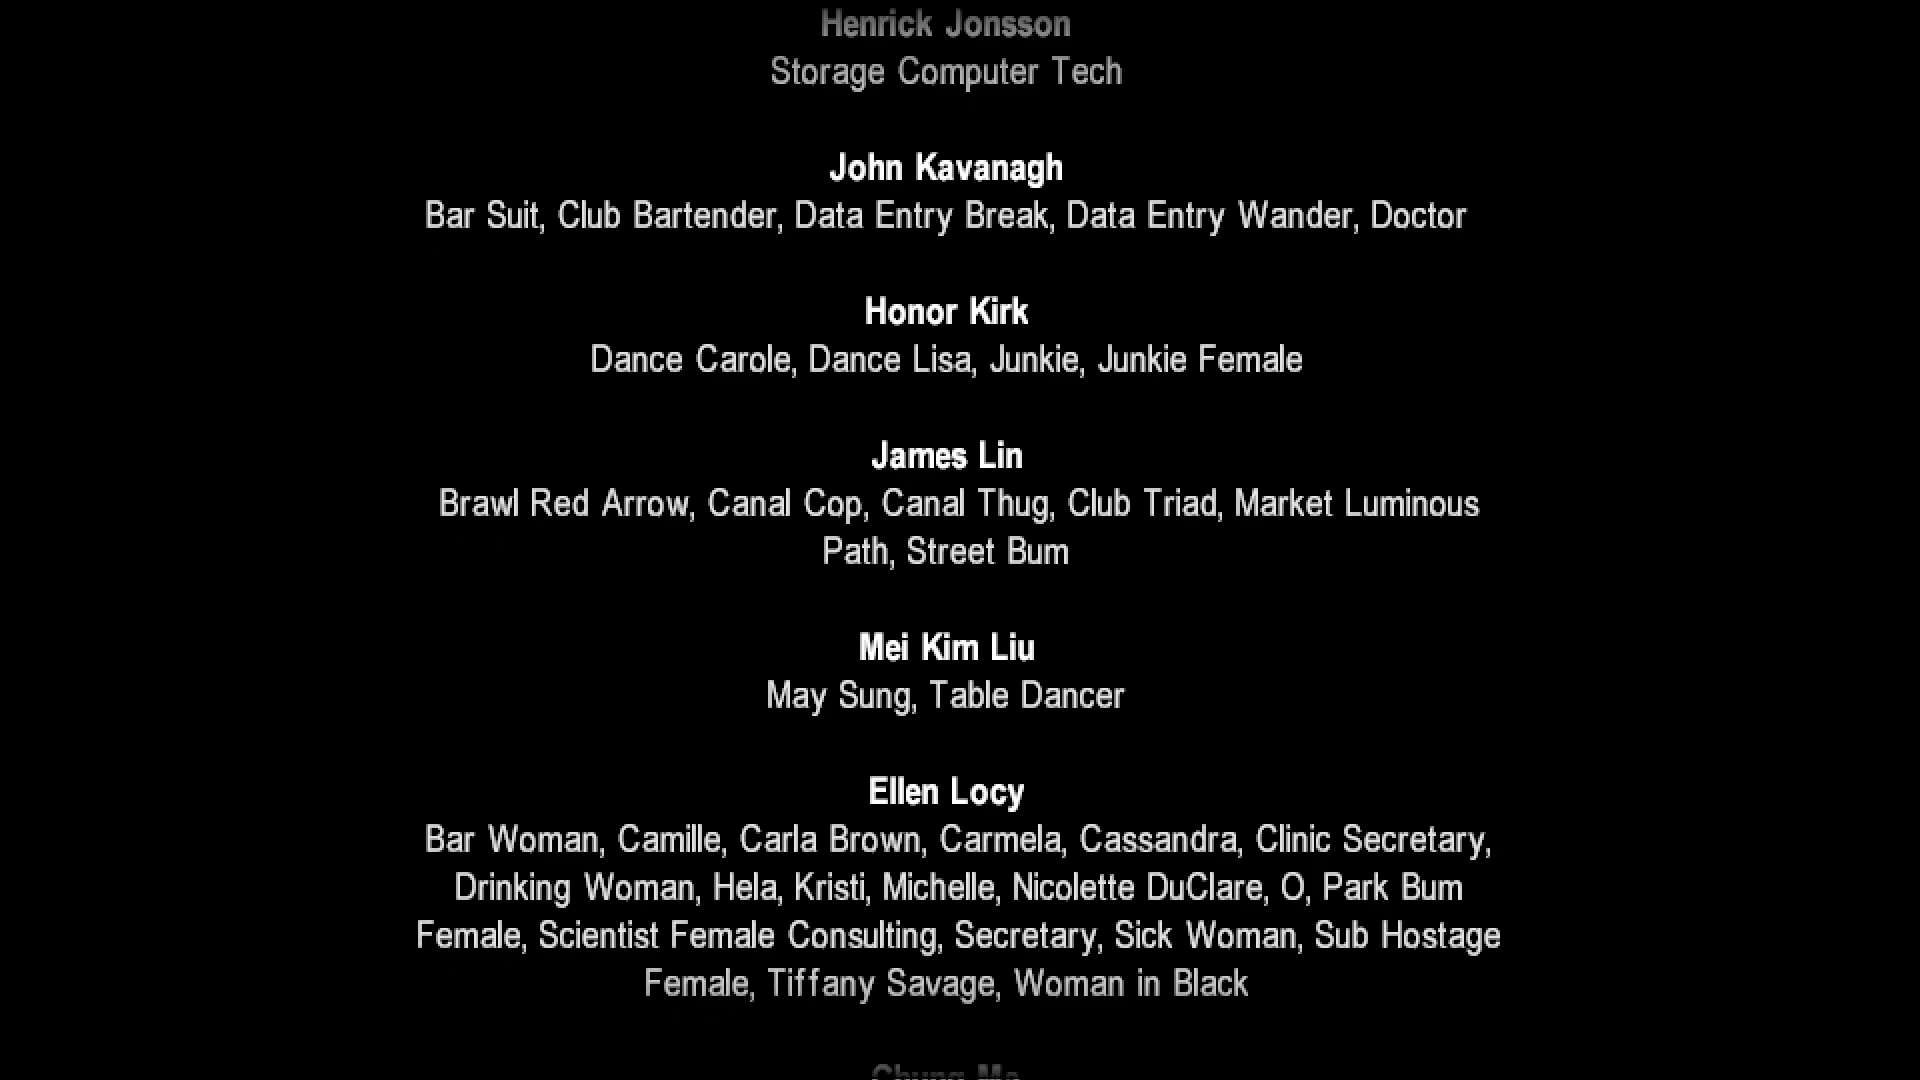 Henrick Jonsson
Storage Computer Tech
John Kavanagh
Bar Suit, Club Bartender, Data Entry Break, Data Entry Wander, Doctor
Honor Kirk
Dance Carole, Dance Lisa, Junkie, Junkie Female
James Lin
Brawl Red Arrow, Canal Cop, Canal Thug, Club Triad, Market Luminous
Path, Street Bum
Mei Kim Liu
May Sung, Table Dancer
Ellen Locy
Bar Woman, Camille, Carla Brown, Carmela, Cassandra, Clinic Secretary,
Drinking Woman, Hela, Kristi, Michelle, Nicolette DuClare, O, Park Bum
Female, Scientist Female Consulting, Secretary, Sick Woman, Sub Hostage
Female, Tiffany Savage, Woman in Black